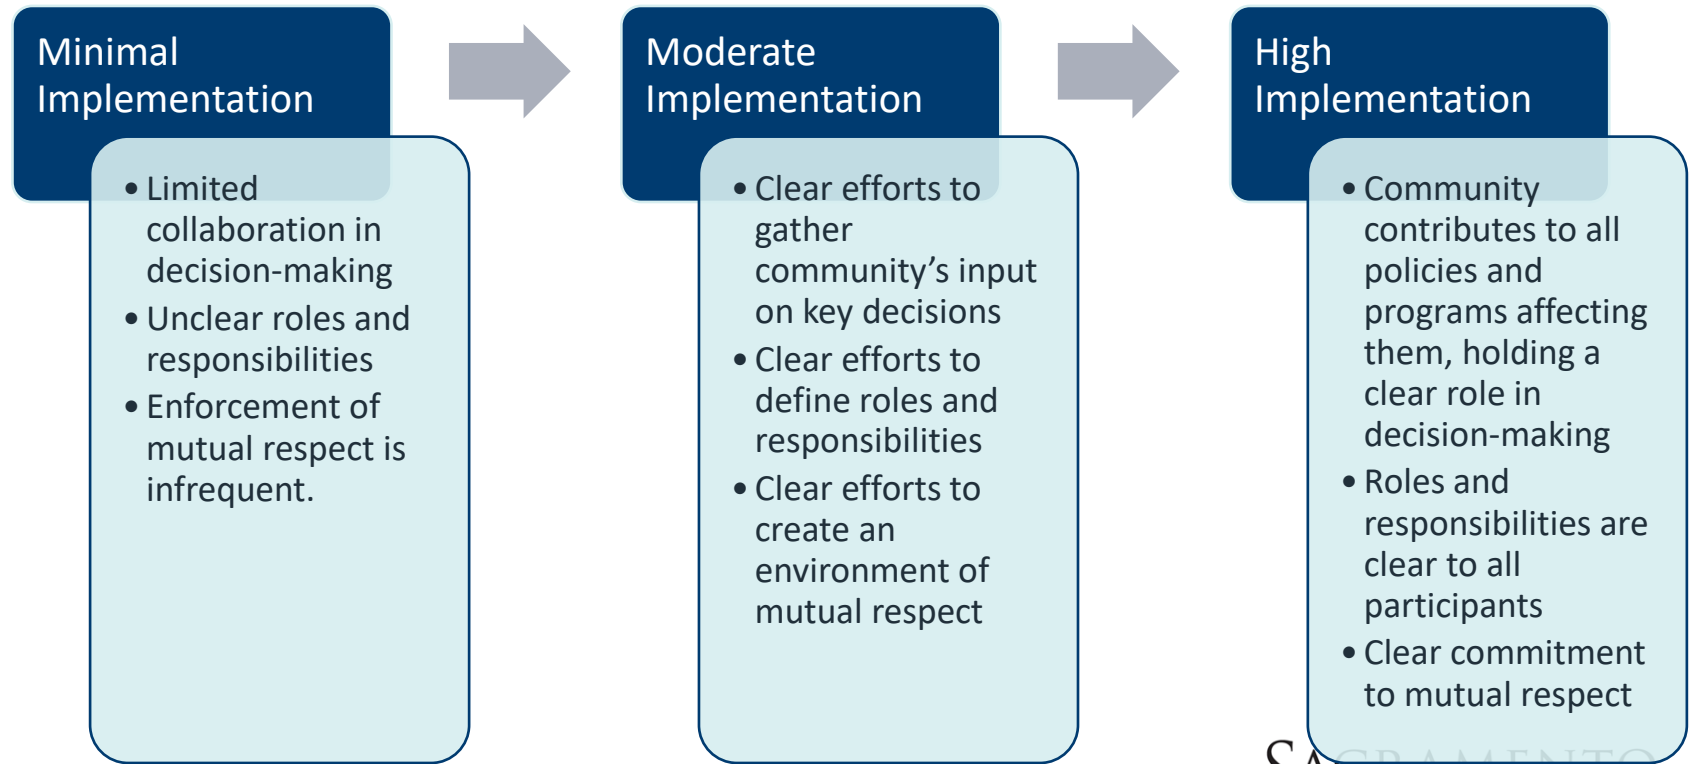 Minimal
Implementation
• Limited
collaboration in
decision-making
• Unclear roles and
responsibilities
• Enforcement of
mutual respect is
infrequent.
Moderate
Implementation
• Clear efforts to
gather
community’s input
on key decisions
• Clear efforts to
define roles and
responsibilities
• Clear efforts to
create an
environment of
mutual respect
High
Implementation
• Community
contributes to all
policies and
programs affecting
them, holding a
clear role in
decision-making
• Roles and
responsibilities are
clear to all
participants
• Clear commitment
to mutual respect
SACRAMENTO